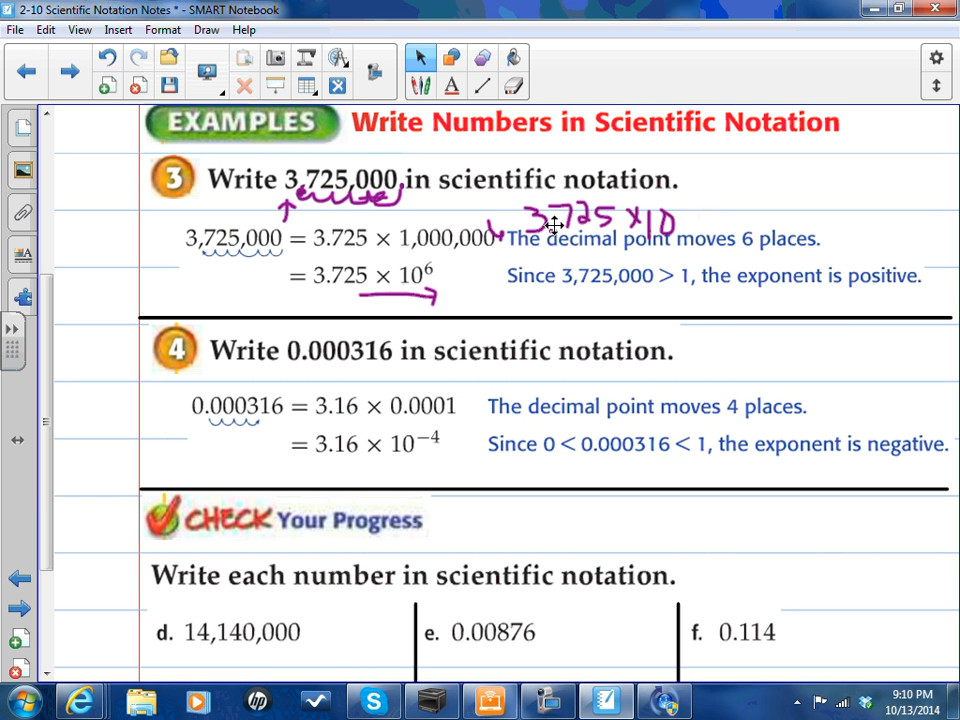 2-10 Scientific Notation Notes * - SMART Notebook
File Edit View Insert Format Draw Help
EXAMPLES Write Numbers in Scientific Notation
3 Write 3,725,000 in scientific notation.
3.725 × 10
3,725,000 = 3.725 × 1,000,000 The decimal point moves 6 places.
= 3.725 × 10⁶ Since 3,725,000 > 1, the exponent is positive.
4 Write 0.000316 in scientific notation.
0.000316 = 3.16 × 0.0001 The decimal point moves 4 places.
= 3.16 × 10⁻⁴ Since 0 < 0.000316 < 1, the exponent is negative.
CHECK Your Progress
Write each number in scientific notation.
d. 14,140,000 e. 0.00876 f. 0.114
9:10 PM
10/13/2014